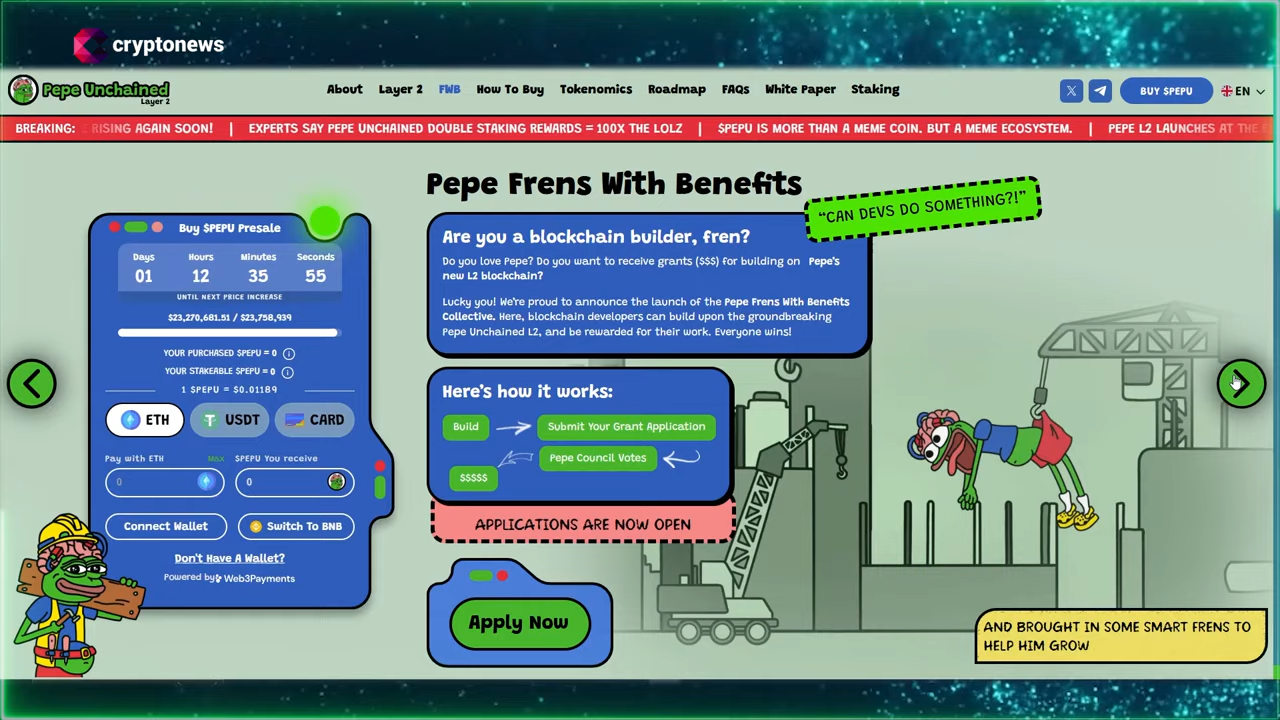 cryptonews
Pepe Unchained
Layer 2
About Layer 2 FWB How To Buy Tokenomics Roadmap FAQs White Paper Staking
BUY $PEPU
EN
BREAKING: RISING AGAIN SOON! | EXPERTS SAY PEPE UNCHAINED DOUBLE STAKING REWARDS = 100X THE LOLZ | $PEPU IS MORE THAN A MEME COIN. BUT A MEME ECOSYSTEM. | PEPE L2 LAUNCHES AT THE
Buy $PEPU Presale
Days Hours Minutes Seconds
01 12 35 55
UNTIL NEXT PRICE INCREASE
$23,270,681.51 / $23,758,939
YOUR PURCHASED $PEPU = 0
YOUR STAKEABLE $PEPU = 0
1 $PEPU = $0.01189
ETH USDT CARD
Pay with ETH MAX $PEPU You receive
0 0
Connect Wallet Switch To BNB
Don't Have A Wallet?
Powered by Web3Payments
Pepe Frens With Benefits
"CAN DEVS DO SOMETHING?!"
Are you a blockchain builder, fren?
Do you love Pepe? Do you want to receive grants ($$$) for building on Pepe's
new L2 blockchain?
Lucky you! We're proud to announce the launch of the Pepe Frens With Benefits
Collective. Here, blockchain developers can build upon the groundbreaking
Pepe Unchained L2, and be rewarded for their work. Everyone wins!
Here's how it works:
Build Submit Your Grant Application
Pepe Council Votes
$$$$$
APPLICATIONS ARE NOW OPEN
Apply Now
AND BROUGHT IN SOME SMART FRENS TO
HELP HIM GROW